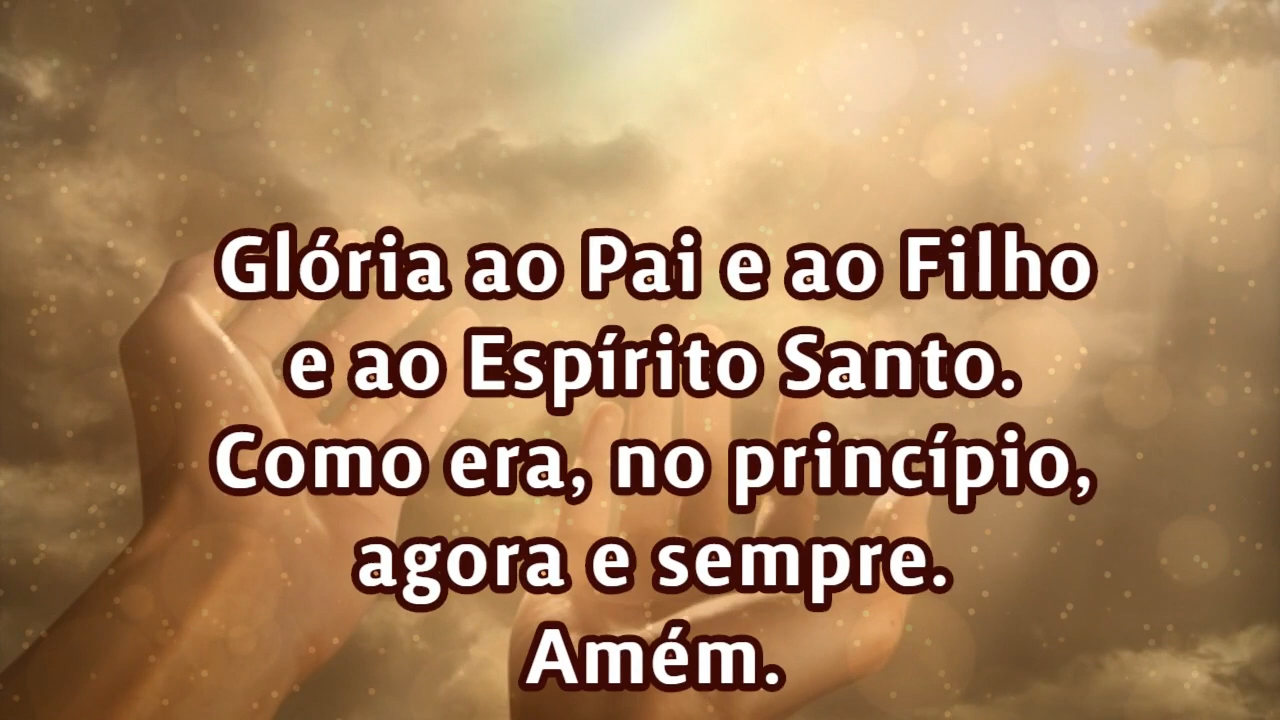 Glória ao Pai e ao Filho
e ao Espírito Santo.
Como era, no princípio,
agora e sempre.
Amém.